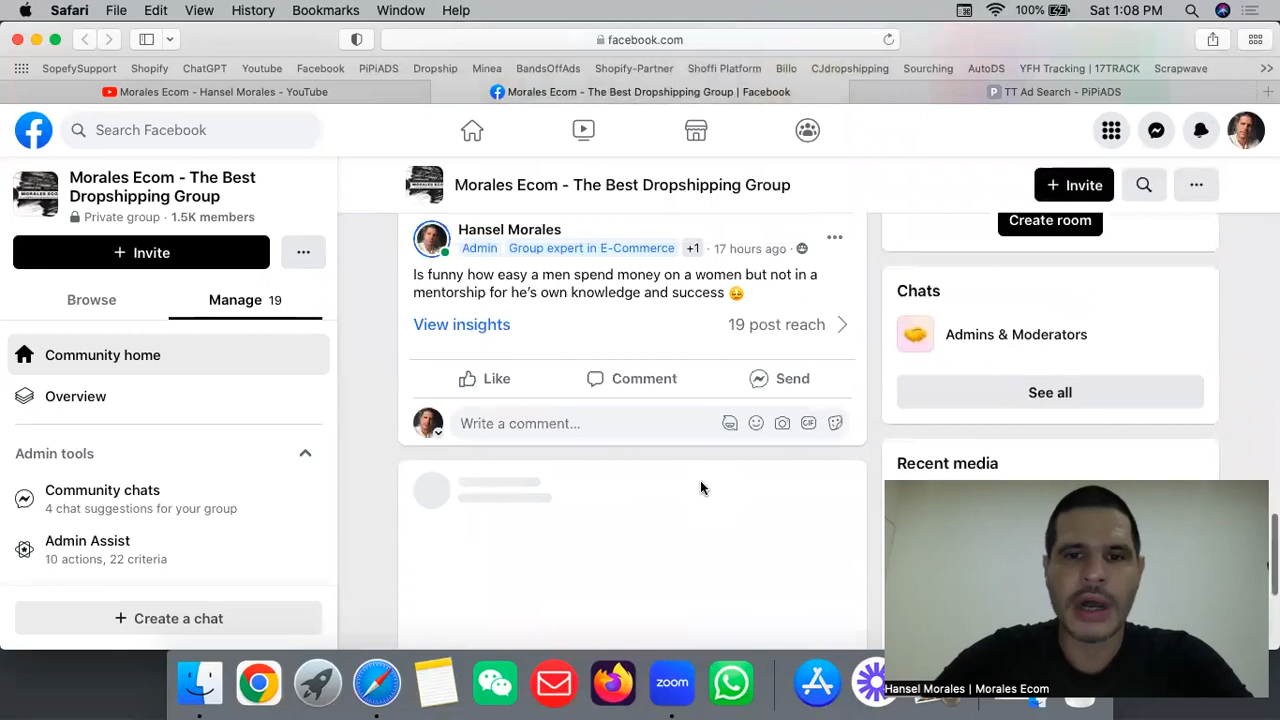 Safari File Edit View History Bookmarks Window Help 100% Sat 1:08 PM
facebook.com
SopefySupport Shopify ChatGPT Youtube Facebook PiPiADS Dropship Minea BandsOffAds Shopify-Partner Shoffi Platform Billo CJdropshipping Sourching AutoDS YFH Tracking | 17TRACK Scrapwave
Morales Ecom - Hansel Morales - YouTube Morales Ecom - The Best Dropshipping Group | Facebook TT Ad Search - PiPiADS
Search Facebook
Morales Ecom - The Best
Dropshipping Group
Private group · 1.5K members
+ Invite
Browse Manage 19
Community home
Overview
Admin tools
Community chats
4 chat suggestions for your group
Admin Assist
10 actions, 22 criteria
+ Create a chat
Morales Ecom - The Best Dropshipping Group + Invite
Hansel Morales
Admin Group expert in E-Commerce +1 · 17 hours ago ·
Is funny how easy a men spend money on a women but not in a
mentorship for he's own knowledge and success
View insights 19 post reach
Like Comment Send
Write a comment...
GIF
Create room
Chats
Admins & Moderators
See all
Recent media
zoom
Hansel Morales | Morales Ecom